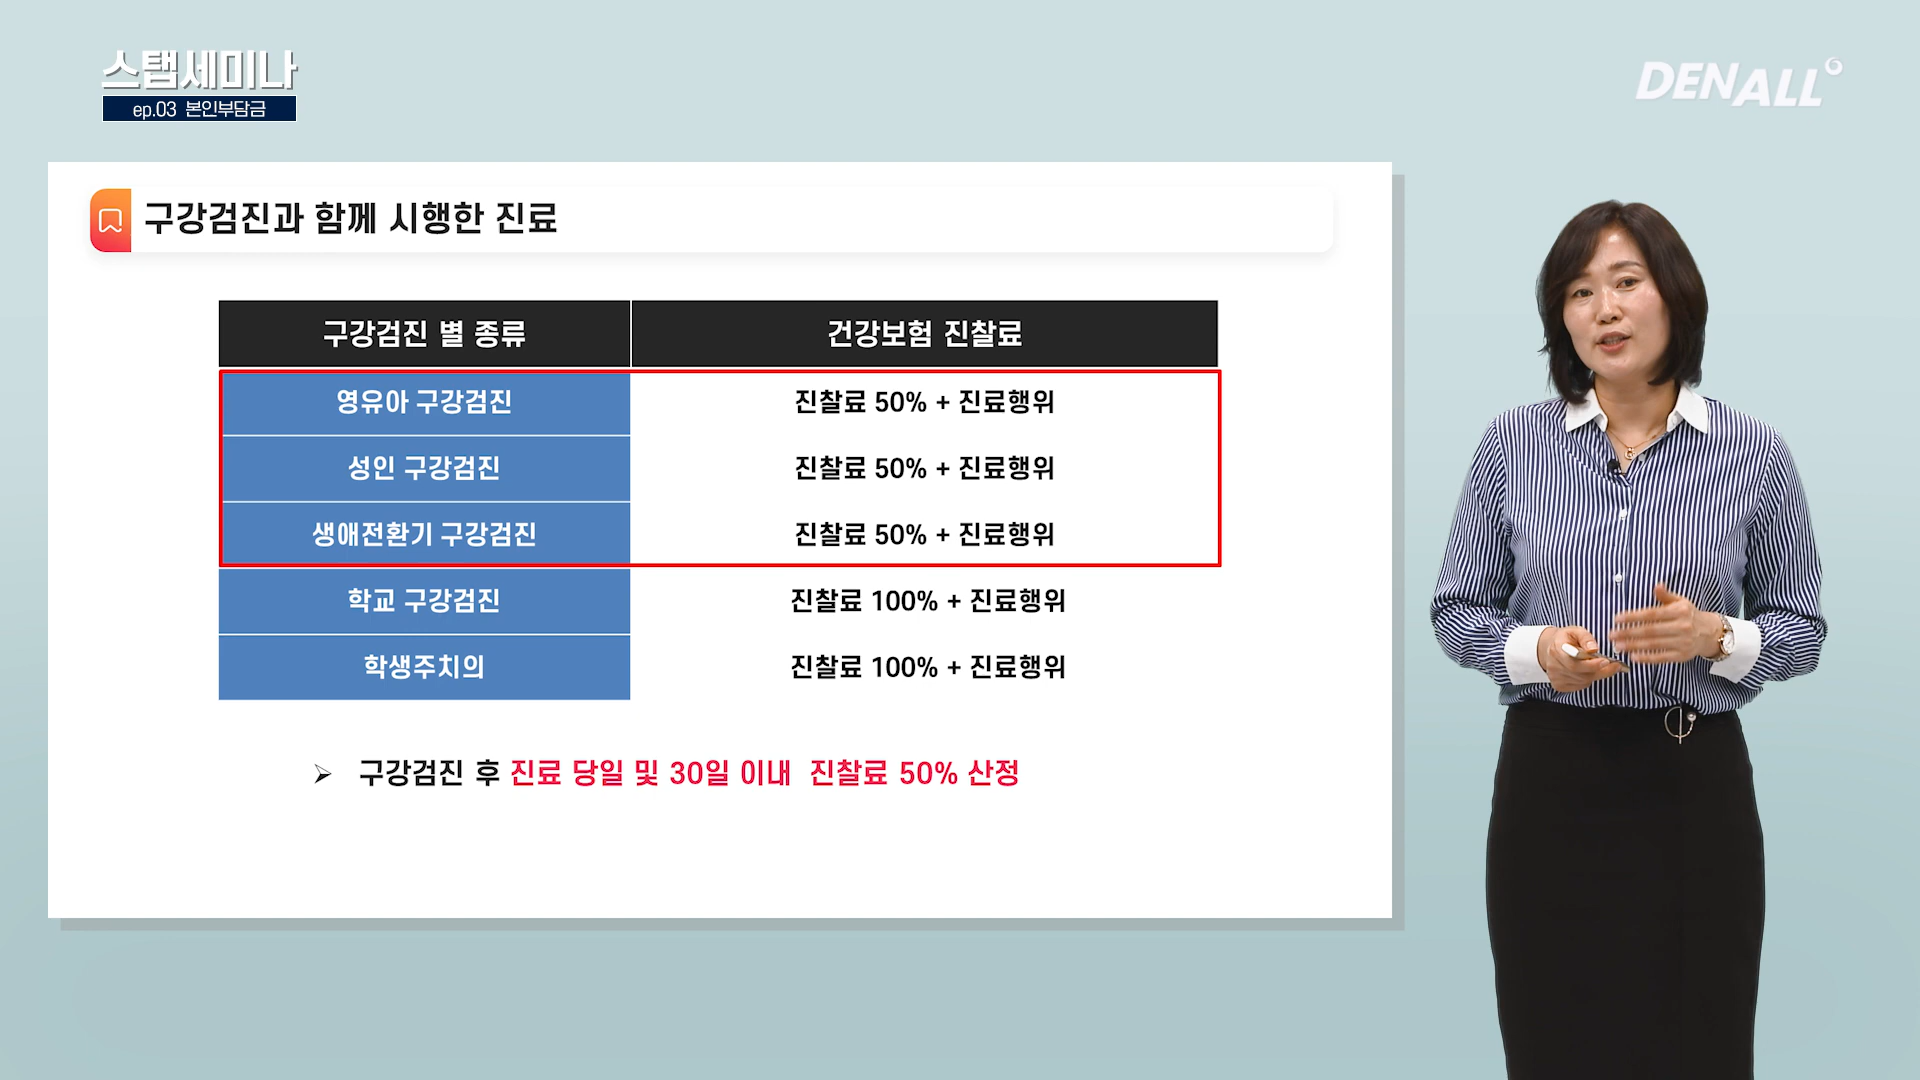 스탭세미나
ep.03 본인부담금
DENALL
구강검진과 함께 시행한 진료
구강검진 별 종류 건강보험 진찰료
영유아 구강검진 진찰료 50% + 진료행위
성인 구강검진 진찰료 50% + 진료행위
생애전환기 구강검진 진찰료 50% + 진료행위
학교 구강검진 진찰료 100% + 진료행위
학생주치의 진찰료 100% + 진료행위
➢ 구강검진 후 진료 당일 및 30일 이내 진찰료 50% 산정